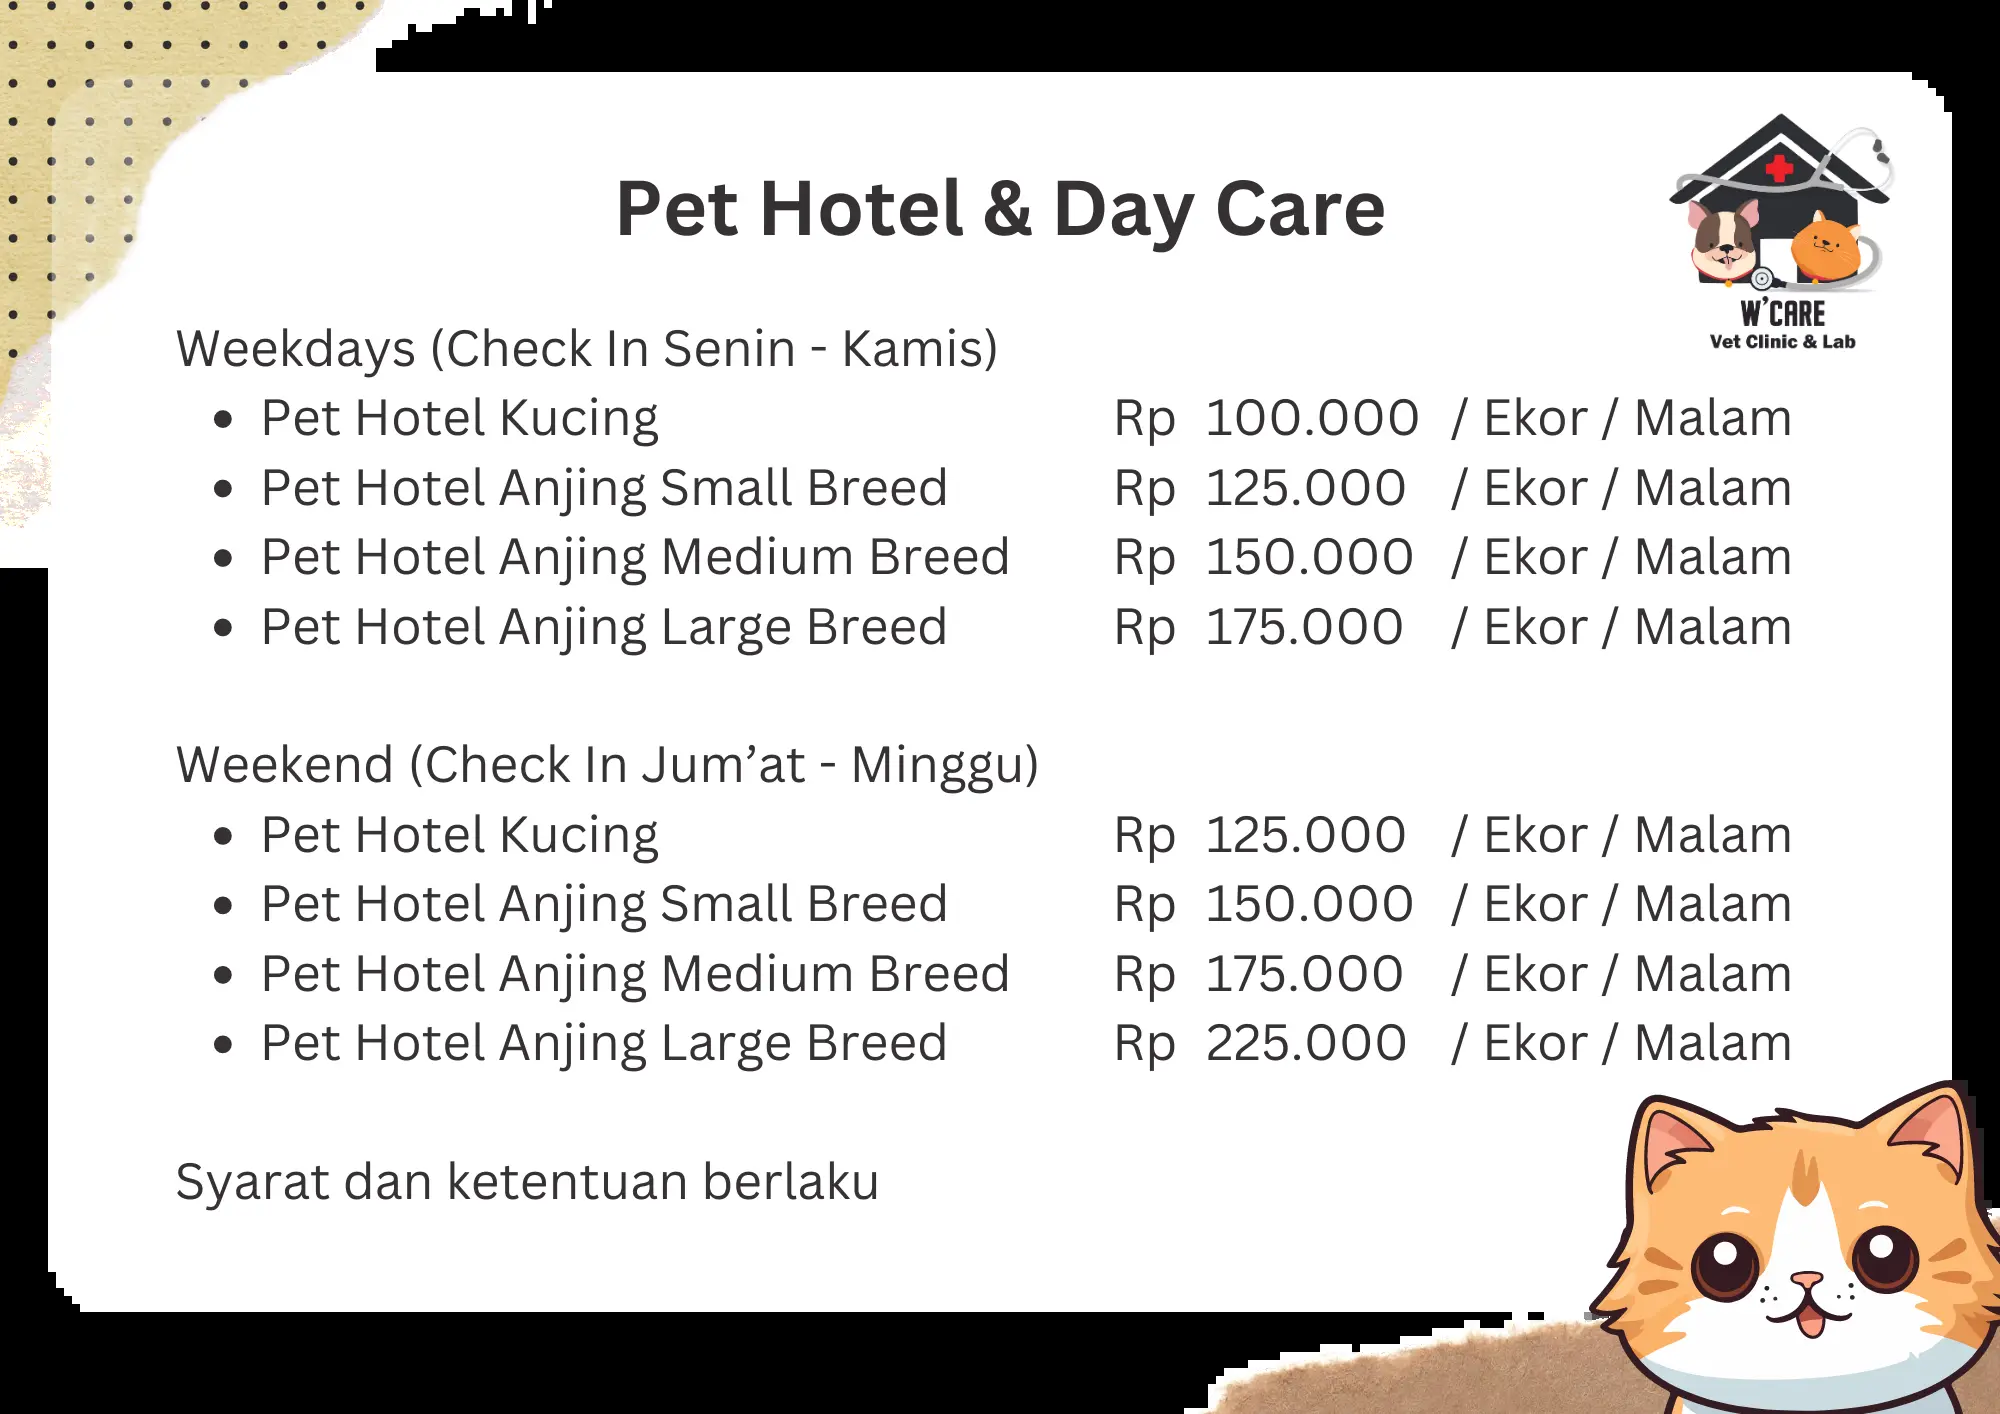 Pet Hotel & Day Care
W'CARE
Vet Clinic & Lab
Weekdays (Check In Senin - Kamis)
• Pet Hotel Kucing Rp 100.000 / Ekor / Malam
• Pet Hotel Anjing Small Breed Rp 125.000 / Ekor / Malam
• Pet Hotel Anjing Medium Breed Rp 150.000 / Ekor / Malam
• Pet Hotel Anjing Large Breed Rp 175.000 / Ekor / Malam
Weekend (Check In Jum’at - Minggu)
• Pet Hotel Kucing Rp 125.000 / Ekor / Malam
• Pet Hotel Anjing Small Breed Rp 150.000 / Ekor / Malam
• Pet Hotel Anjing Medium Breed Rp 175.000 / Ekor / Malam
• Pet Hotel Anjing Large Breed Rp 225.000 / Ekor / Malam
Syarat dan ketentuan berlaku